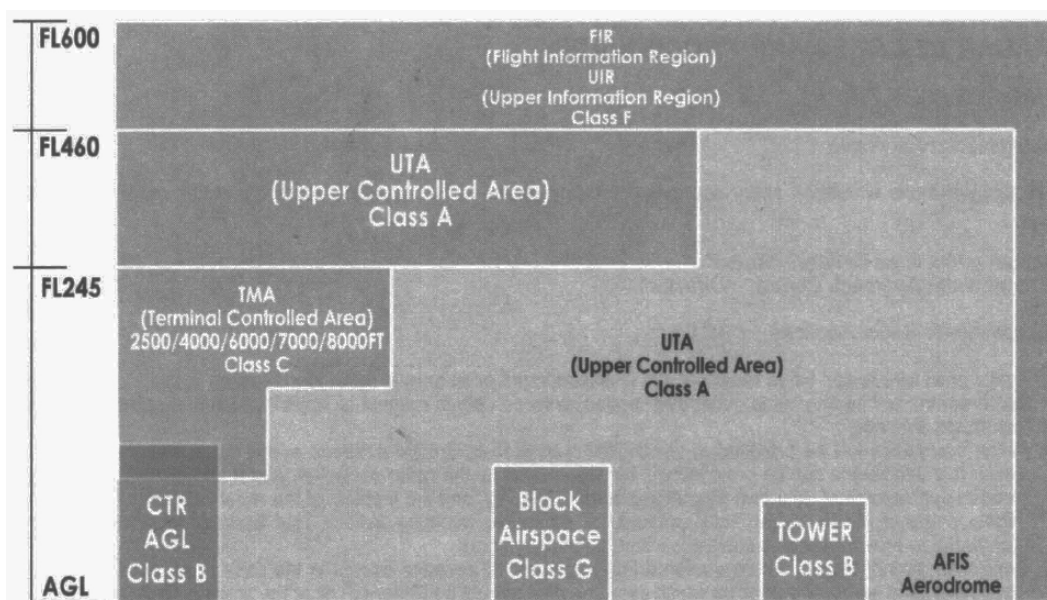 FL600
FIR
(Flight Information Region)
UIR
(Upper Information Region)
Class F
FL460
UTA
(Upper Controlled Area)
Class A
FL245
TMA
(Terminal Controlled Area)
2500/4000/6000/7000/8000FT
Class C
UTA
(Upper Controlled Area)
Class A
CTR
AGL
Class B
Block
Airspace
Class G
TOWER
Class B
AFIS
Aerodrome
AGL